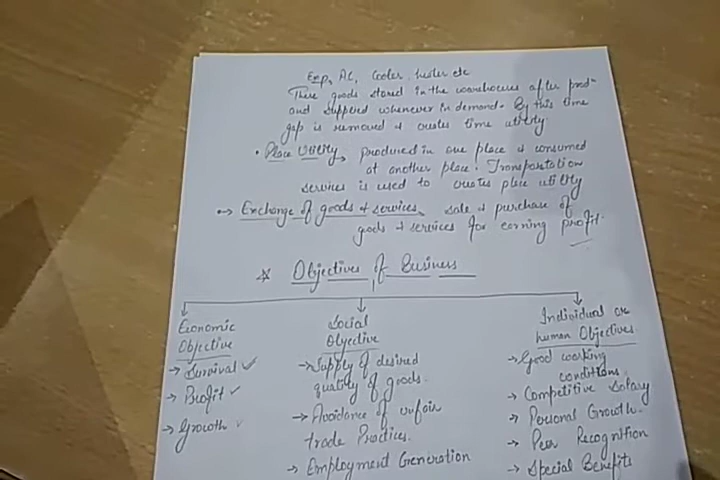 Exp, AC, Cooler, heater etc
These goods stored in the warehouses after prodn
and supplied whenever in demand. By this time
gap is removed & creates time utility
• Place Utility, produced in one place & consumed
at another place. Transportation
services is used to creates place utility
→ Exchange of goods & services, sale & purchase of
goods & services for earning profit.
☆ Objectives of Business
Economic Objective
→ Survival ✓
→ Profit ✓
→ Growth ✓
Social Objective
→ Supply of desired
quality of goods.
→ Avoidance of unfair
trade Practices.
→ Employment Generation
Individual or
human Objectives.
→ Good working
conditions.
→ Competitive Salary
→ Personal Growth.
→ Peer Recognition
→ Special Benefits